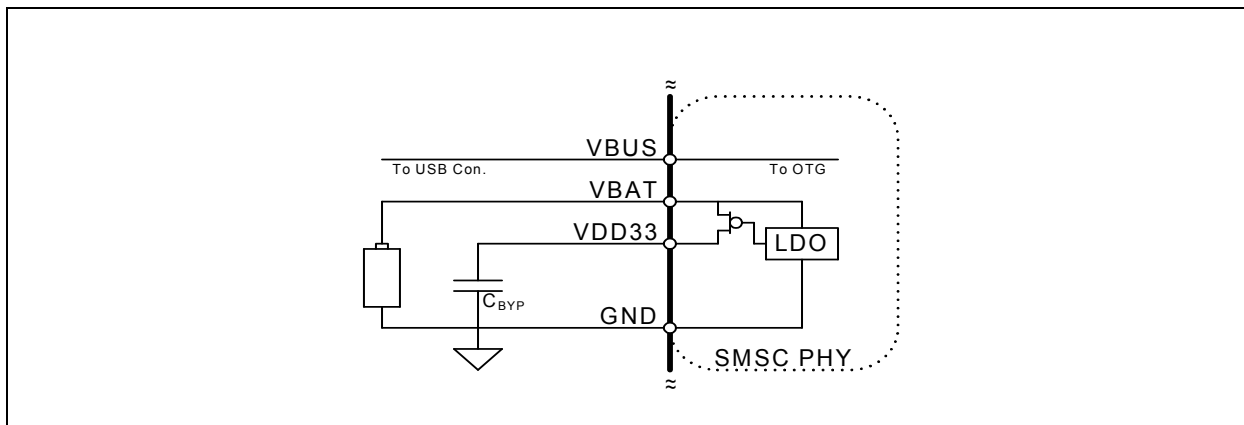 VBUS
To USB Con.
To OTG
VBAT
VDD33
LDO
CBYP
GND
SMSC PHY